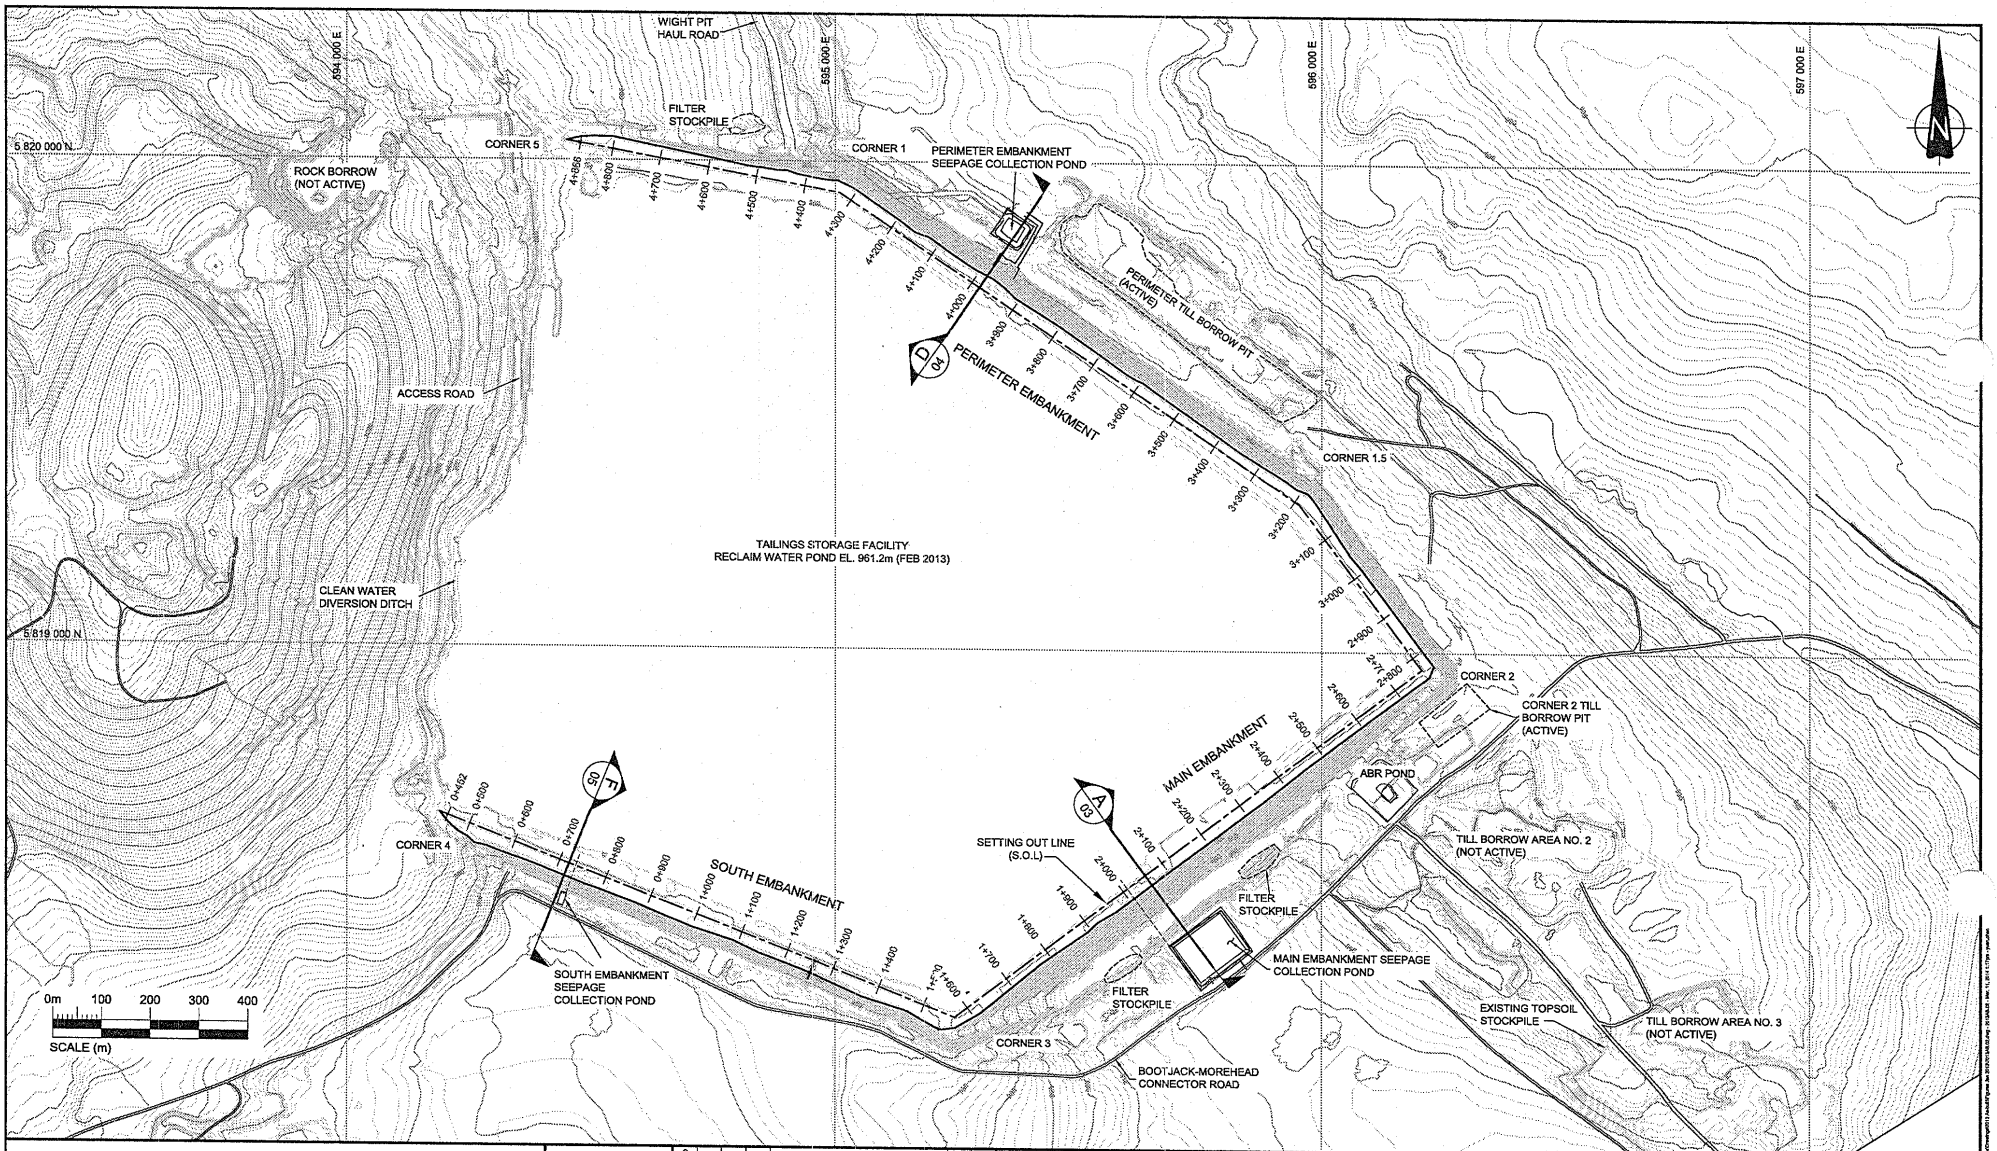 WIGHT PIT
HAUL ROAD
594 000 E
595 000 E
596 000 E
597 000 E
N
FILTER
STOCKPILE
5 820 000 N
CORNER 5
CORNER 1
PERIMETER EMBANKMENT
SEEPAGE COLLECTION POND
ROCK BORROW
(NOT ACTIVE)
4+866
4+800
4+700
4+600
4+500
4+400
4+300
4+200
4+100
4+000
3+900
3+800
3+700
3+600
3+500
3+400
3+300
3+200
3+100
3+000
2+900
PERIMETER TILL BORROW PIT
(ACTIVE)
D
04
PERIMETER EMBANKMENT
ACCESS ROAD
CORNER 1.5
TAILINGS STORAGE FACILITY
RECLAIM WATER POND EL. 961.2m (FEB 2013)
CLEAN WATER
DIVERSION DITCH
5 819 000 N
2+800
2+600
2+500
2+400
2+300
2+200
2+100
2+000
1+900
1+800
1+700
1+600
CORNER 2
CORNER 2 TILL
BORROW PIT
(ACTIVE)
MAIN EMBANKMENT
ABR POND
F
05
A
03
0+452
0+500
0+600
0+700
0+800
0+900
1+000
1+100
1+200
1+300
1+400
CORNER 4
SOUTH EMBANKMENT
SETTING OUT LINE
(S.O.L)
TILL BORROW AREA NO. 2
(NOT ACTIVE)
FILTER
STOCKPILE
MAIN EMBANKMENT SEEPAGE
COLLECTION POND
SOUTH EMBANKMENT
SEEPAGE
COLLECTION POND
FILTER
STOCKPILE
EXISTING TOPSOIL
STOCKPILE
TILL BORROW AREA NO. 3
(NOT ACTIVE)
0m 100 200 300 400
SCALE (m)
CORNER 3
BOOTJACK-MOREHEAD
CONNECTOR ROAD